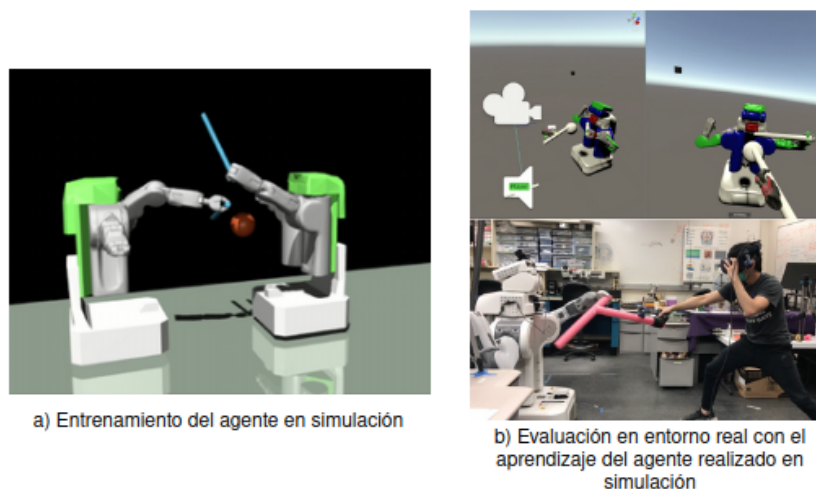 a) Entrenamiento del agente en simulación
b) Evaluación en entorno real con el
aprendizaje del agente realizado en
simulación